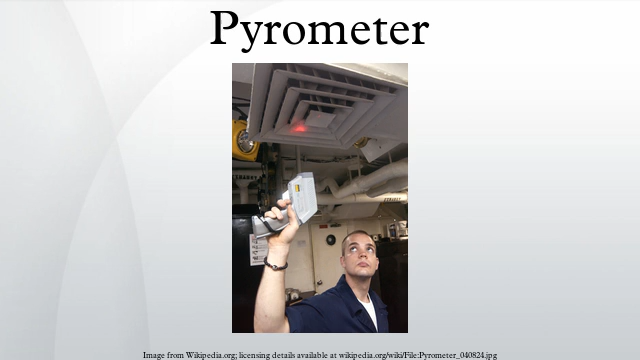 Pyrometer
Image from Wikipedia.org; licensing details available at wikipedia.org/wiki/File:Pyrometer_040824.jpg